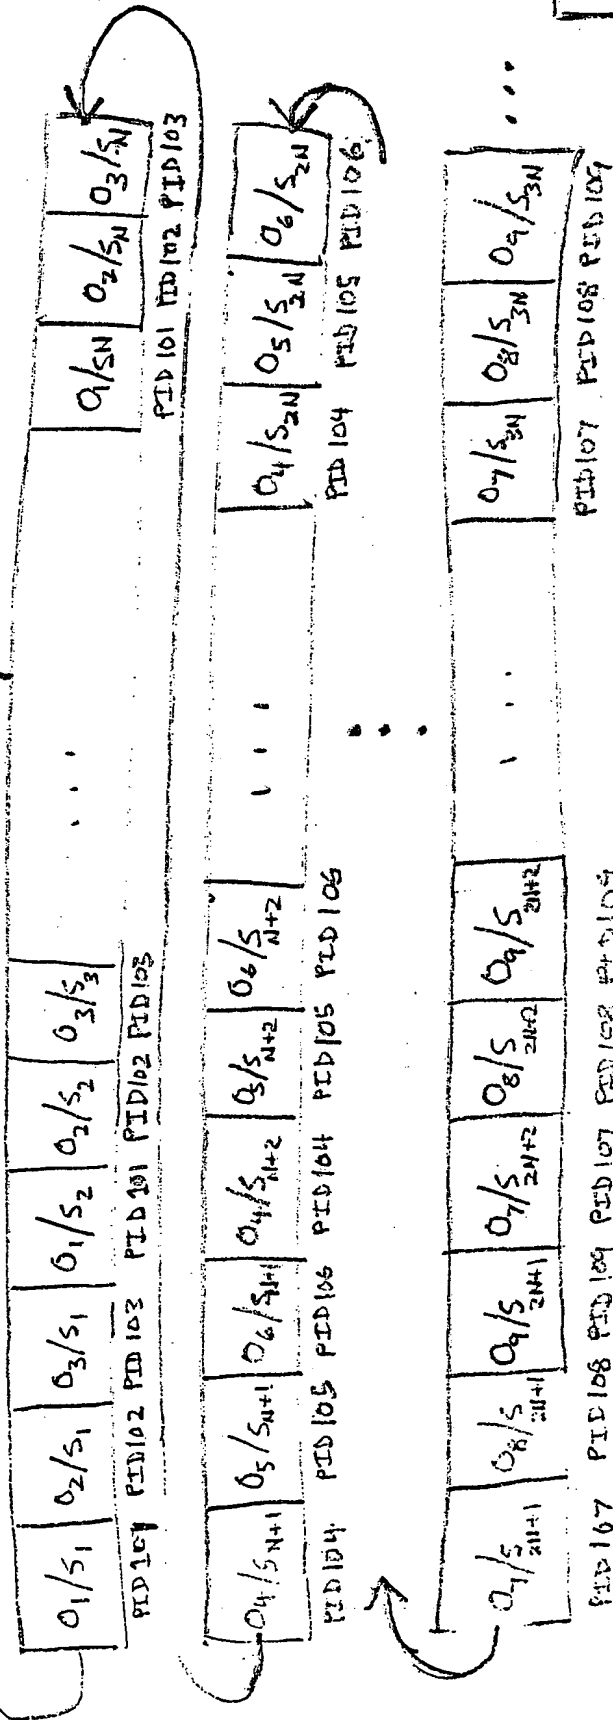 O1/S1 O2/S1 O3/S1 O1/S2 O2/S2 O3/S3 ... O1/SN O2/SN O3/SN
PID101 PID102 PID103 PID101 PID102 PID103 PID101 PID102 PID103
O4/SN+1 O5/SN+1 O6/SN+1 O4/SN+2 O5/SN+2 O6/SN+2 ... O4/S2N O5/S2N O6/S2N
PID104 PID105 PID106 PID104 PID105 PID106 PID104 PID105 PID106
O7/S2N+1 O8/S2N+1 O9/S2N+1 O7/S2N+2 O8/S2N+2 O9/S2N+2 ... O7/S3N O8/S3N O9/S3N ...
PID107 PID108 PID109 PID107 PID108 PID109 PID107 PID108 PID109